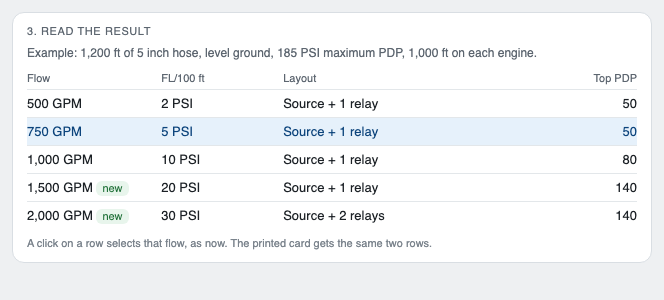 3. READ THE RESULT
Example: 1,200 ft of 5 inch hose, level ground, 185 PSI maximum PDP, 1,000 ft on each engine.
Flow FL/100 ft Layout Top PDP
500 GPM 2 PSI Source + 1 relay 50
750 GPM 5 PSI Source + 1 relay 50
1,000 GPM 10 PSI Source + 1 relay 80
1,500 GPM new 20 PSI Source + 1 relay 140
2,000 GPM new 30 PSI Source + 2 relays 140
A click on a row selects that flow, as now. The printed card gets the same two rows.